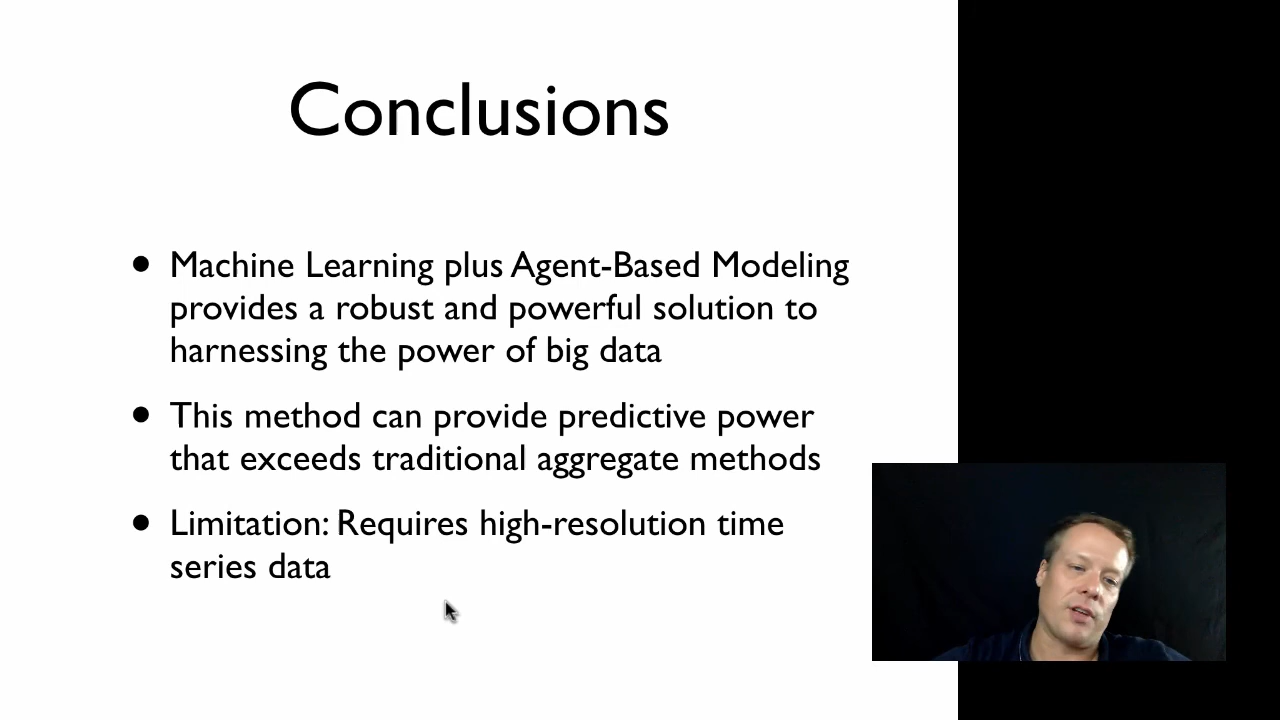 Conclusions
• Machine Learning plus Agent-Based Modeling
provides a robust and powerful solution to
harnessing the power of big data
• This method can provide predictive power
that exceeds traditional aggregate methods
• Limitation: Requires high-resolution time
series data